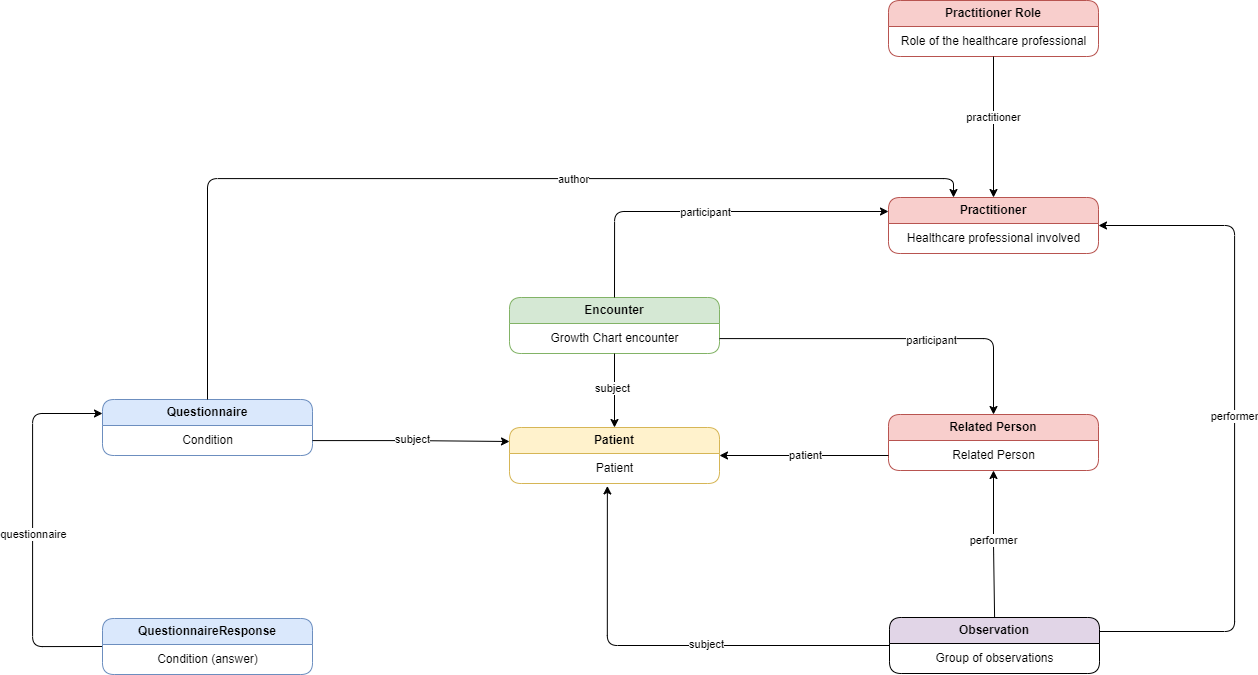 Practitioner Role
Role of the healthcare professional
practitioner
author
Practitioner
participant
Healthcare professional involved
Encounter
Growth Chart encounter
participant
subject
Questionnaire
performer
Related Person
Condition
subject
Patient
patient
Related Person
Patient
questionnaire
performer
QuestionnaireResponse
Observation
subject
Condition (answer)
Group of observations